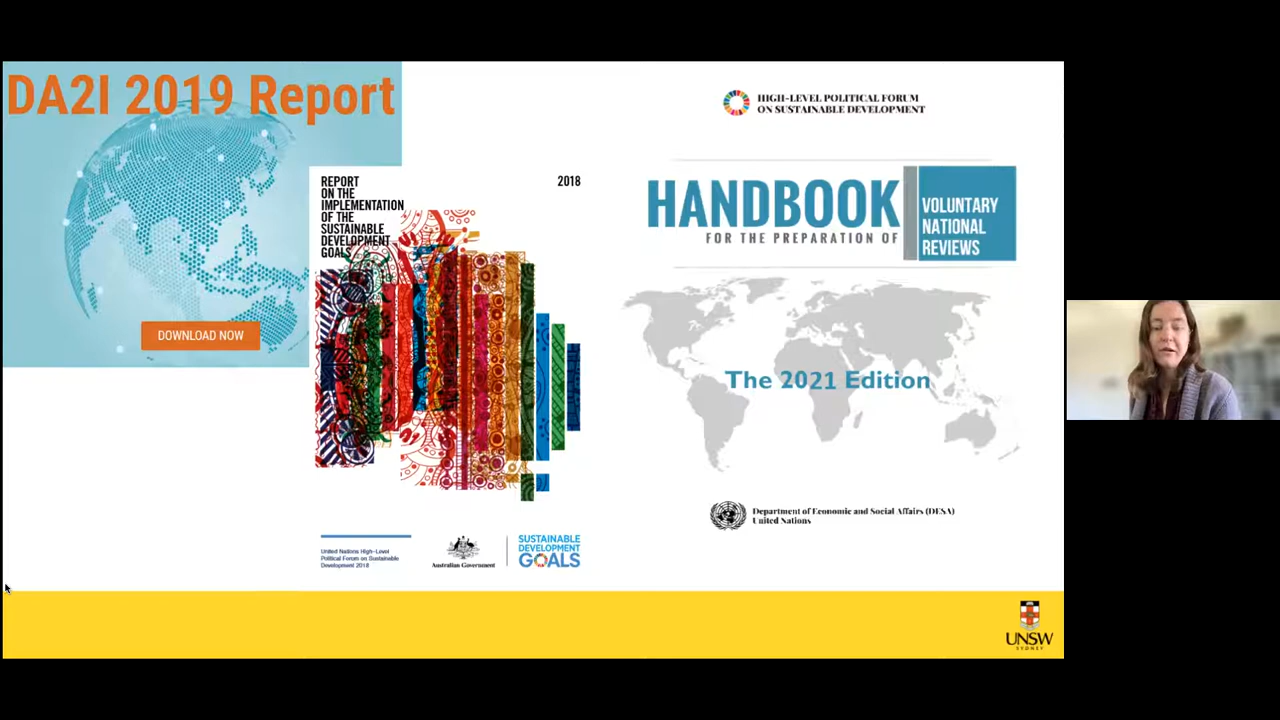 DA2I 2019 Report
DOWNLOAD NOW
REPORT
ON THE
IMPLEMENTATION
OF THE
SUSTAINABLE
DEVELOPMENT
GOALS
2018
United Nations High-Level
Political Forum on Sustainable
Development 2018
Australian Government
SUSTAINABLE
DEVELOPMENT
GOALS
HIGH-LEVEL POLITICAL FORUM
ON SUSTAINABLE DEVELOPMENT
HANDBOOK
FOR THE PREPARATION OF
VOLUNTARY
NATIONAL
REVIEWS
The 2021 Edition
Department of Economic and Social Affairs (DESA)
United Nations
UNSW
SYDNEY